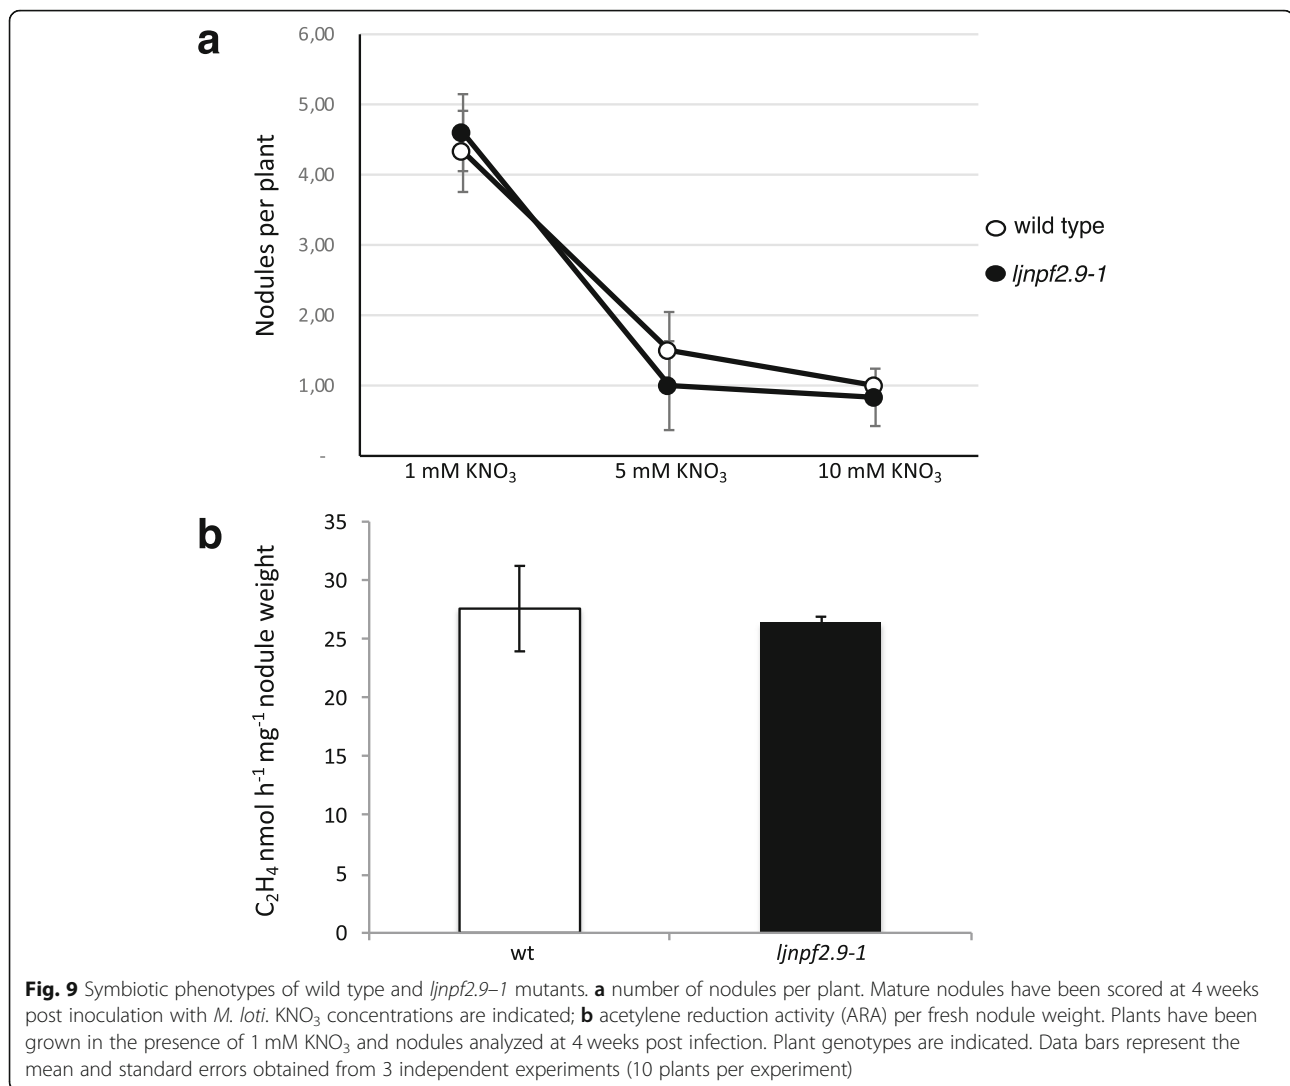 a
6,00
5,00
4,00
3,00
2,00
1,00
-
Nodules per plant
1 mM KNO₃ 5 mM KNO₃ 10 mM KNO₃
wild type
ljnpf2.9-1
b
35
30
25
20
15
10
5
0
C₂H₄ nmol h⁻¹ mg⁻¹ nodule weight
wt ljnpf2.9-1
Fig. 9 Symbiotic phenotypes of wild type and ljnpf2.9–1 mutants. a number of nodules per plant. Mature nodules have been scored at 4 weeks
post inoculation with M. loti. KNO₃ concentrations are indicated; b acetylene reduction activity (ARA) per fresh nodule weight. Plants have been
grown in the presence of 1 mM KNO₃ and nodules analyzed at 4 weeks post infection. Plant genotypes are indicated. Data bars represent the
mean and standard errors obtained from 3 independent experiments (10 plants per experiment)